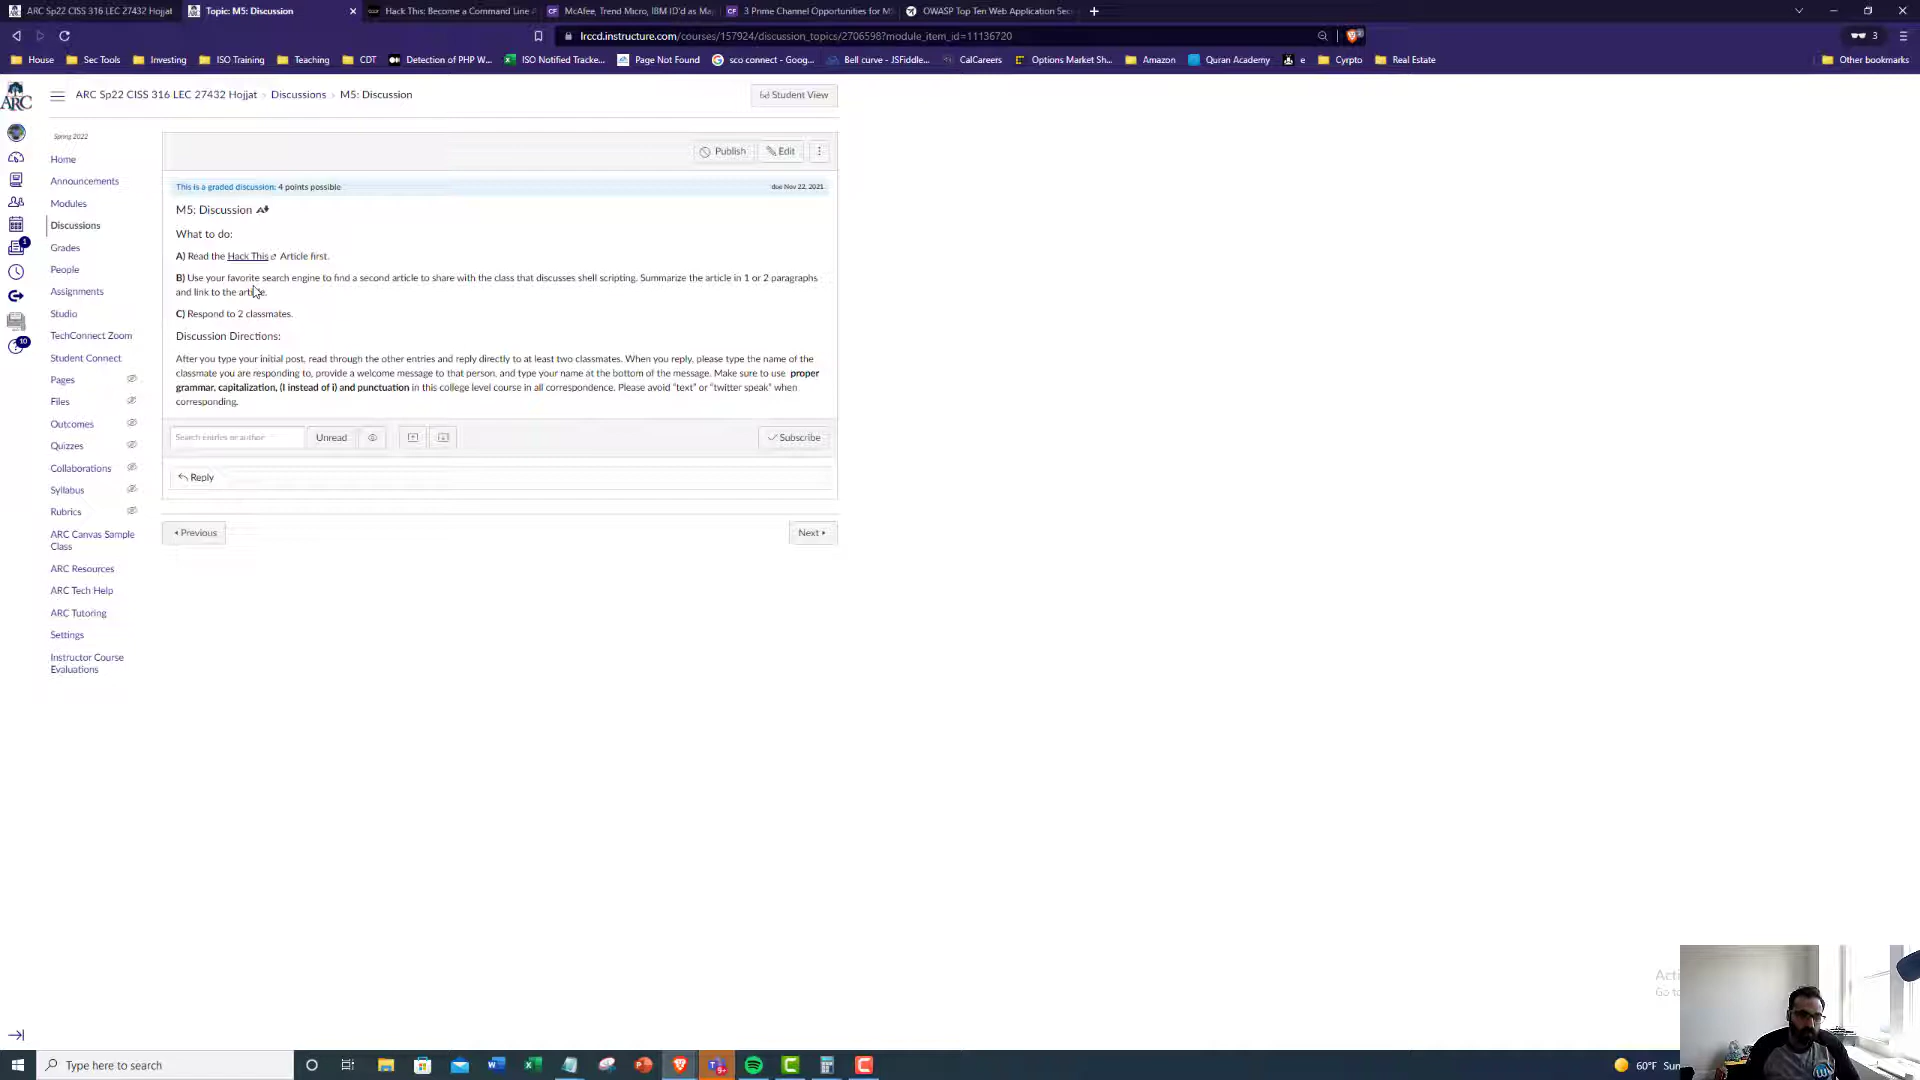 ARC Sp22 CISS 316 LEC 27432 Hojjat
Topic: M5: Discussion
Hack This: Become a Command Line
McAfee, Trend Micro, IBM ID'd as Ma
3 Prime Channel Opportunities for M
OWASP Top Ten Web Application Sec
lrccd.instructure.com/courses/157924/discussion_topics/2706598?module_item_id=11136720
3
House
Sec Tools
Investing
ISO Training
Teaching
CDT
Detection of PHP W...
ISO Notified Tracke...
Page Not Found
sco connect - Goog...
Bell curve - JSFiddle...
CalCareers
Options Market Sh...
Amazon
Quran Academy
e
Cyrpto
Real Estate
Other bookmarks
ARC
ARC Sp22 CISS 316 LEC 27432 Hojjat > Discussions > M5: Discussion
Student View
Spring 2022
Home
Announcements
Modules
Discussions
Grades
People
Assignments
Studio
TechConnect Zoom
Student Connect
Pages
Files
Outcomes
Quizzes
Collaborations
Syllabus
Rubrics
ARC Canvas Sample
Class
ARC Resources
ARC Tech Help
ARC Tutoring
Settings
Instructor Course
Evaluations
1
10
Publish
Edit
This is a graded discussion: 4 points possible
due Nov 22, 2021
M5: Discussion
What to do:
A) Read the Hack This Article first.
B) Use your favorite search engine to find a second article to share with the class that discusses shell scripting. Summarize the article in 1 or 2 paragraphs
and link to the article.
C) Respond to 2 classmates.
Discussion Directions:
After you type your initial post, read through the other entries and reply directly to at least two classmates. When you reply, please type the name of the
classmate you are responding to, provide a welcome message to that person, and type your name at the bottom of the message. Make sure to use proper
grammar, capitalization, (I instead of i) and punctuation in this college level course in all correspondence. Please avoid "text" or "twitter speak" when
corresponding.
Search entries or author
Unread
Subscribe
Reply
Previous
Next
Acti
Go to
Type here to search
60°F Sun